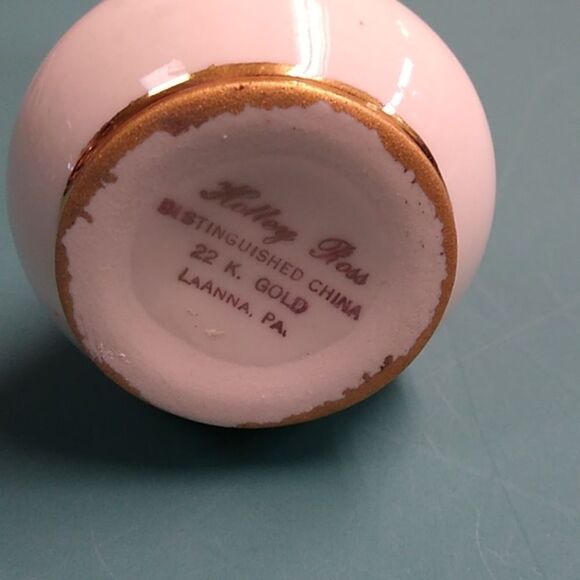 Holley Ross
DISTINGUISHED CHINA
22 K. GOLD
LAANNA, PA.